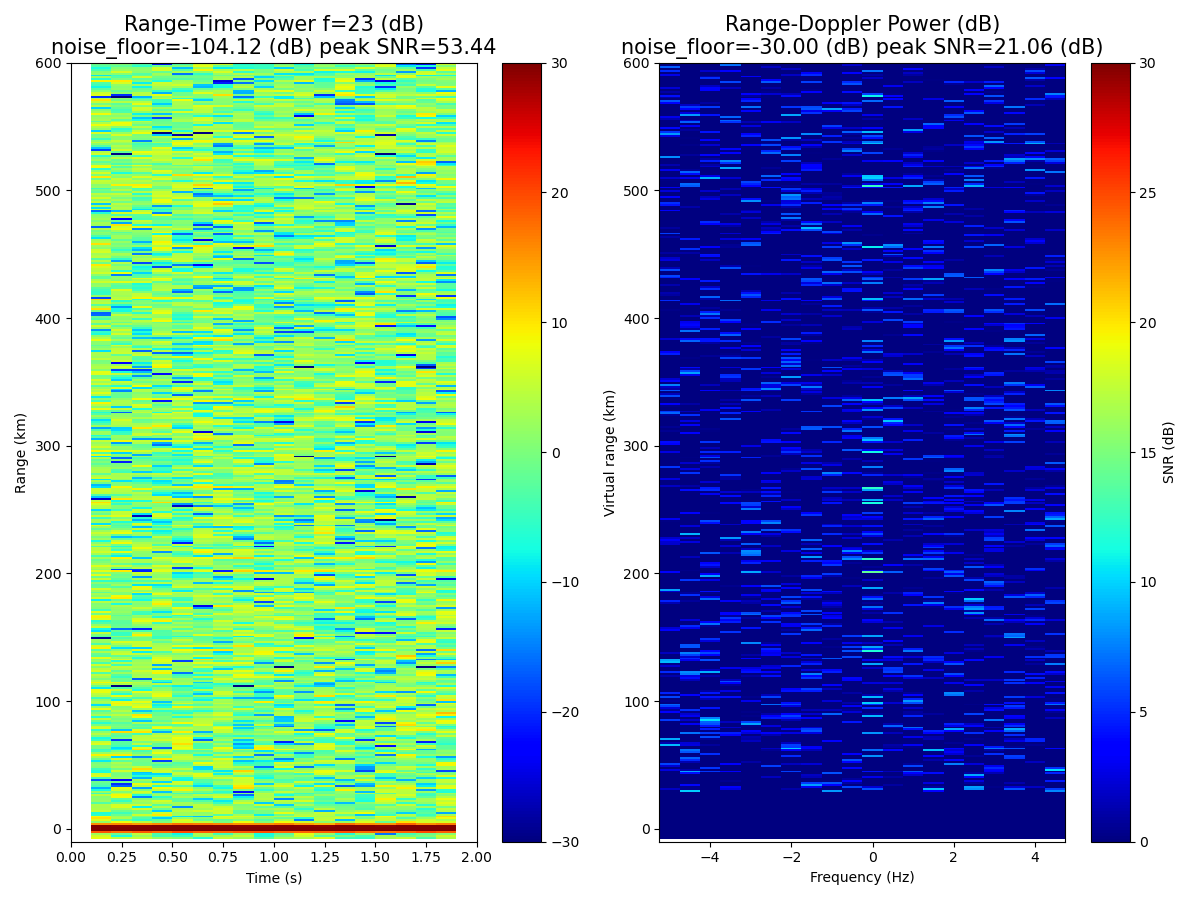 Range-Time Power f=23 (dB)
noise_floor=-104.12 (dB) peak SNR=53.44
600
500
400
300
200
100
0
Range (km)
0.00 0.25 0.50 0.75 1.00 1.25 1.50 1.75 2.00
Time (s)
30
20
10
0
−10
−20
−30
Range-Doppler Power (dB)
noise_floor=-30.00 (dB) peak SNR=21.06 (dB)
600
500
400
300
200
100
0
Virtual range (km)
−4 −2 0 2 4
Frequency (Hz)
30
25
20
15
10
5
0
SNR (dB)